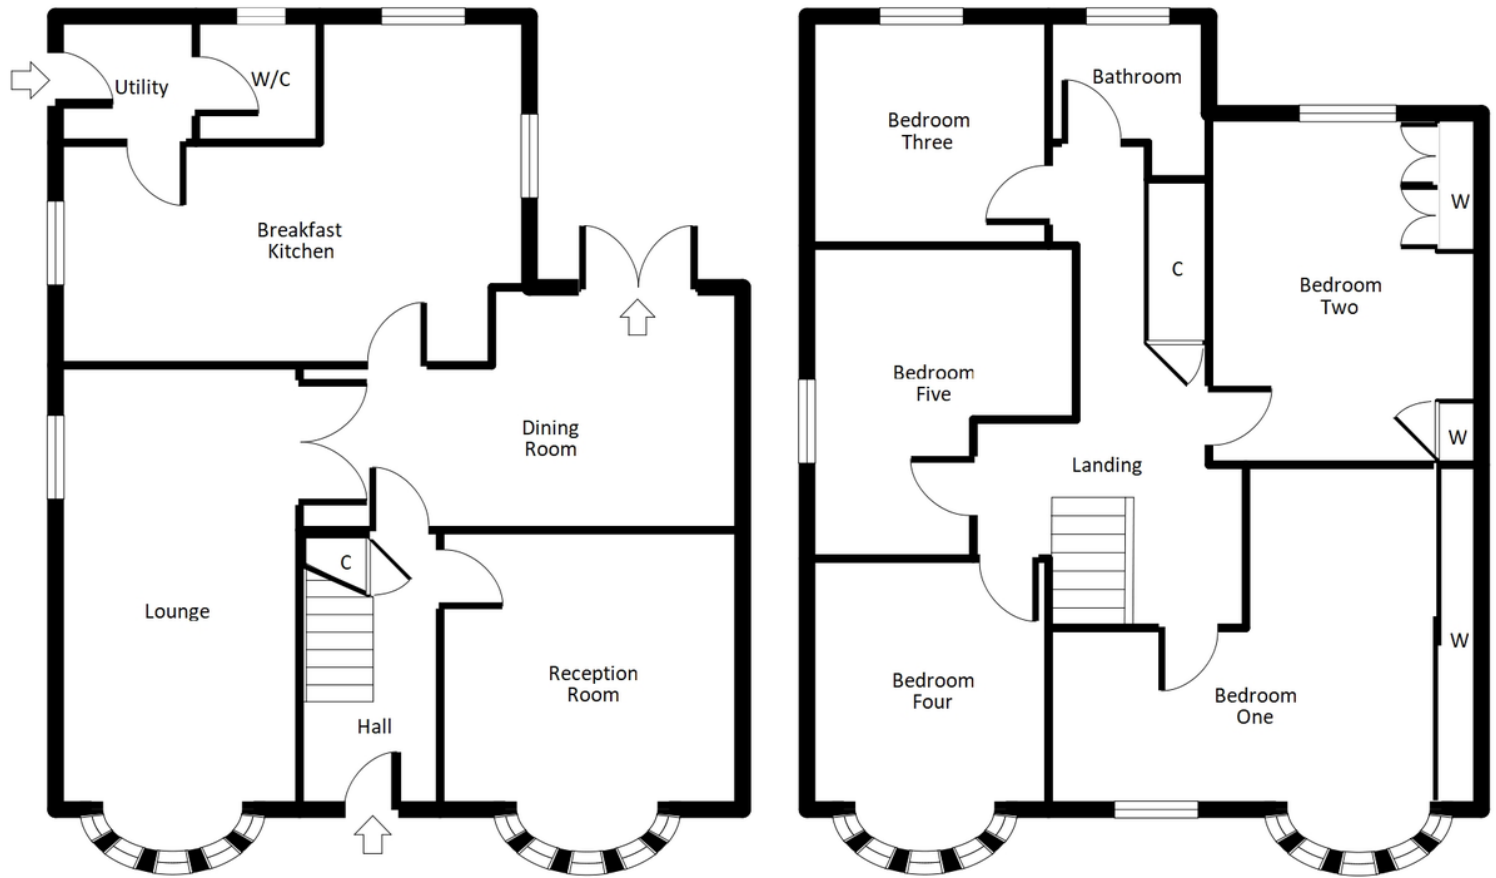 Utility
W/C
Breakfast
Kitchen
Dining
Room
C
Lounge
Reception
Room
Hall
Bathroom
Bedroom
Three
W
C
Bedroom
Two
Bedroom
Five
W
Landing
W
Bedroom
Four
Bedroom
One